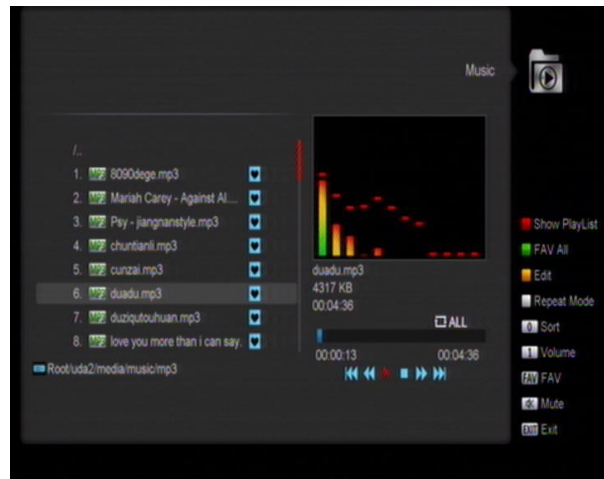 Music
/..
1. MP3 8090dege.mp3
2. MP3 Mariah Carey - Against Al....
3. MP3 Psy - jiangnanstyle.mp3
4. MP3 chuntianli.mp3
5. MP3 cunzai.mp3
6. MP3 duadu.mp3
7. MP3 duziqutouhuan.mp3
8. MP3 love you more than i can say.
Root/uda2/media/music/mp3
duadu.mp3
4317 KB
00:04:36
ALL
00:00:13 00:04:36
Show PlayList
FAV All
Edit
Repeat Mode
0 Sort
1 Volume
FAV FAV
Mute
EXIT Exit